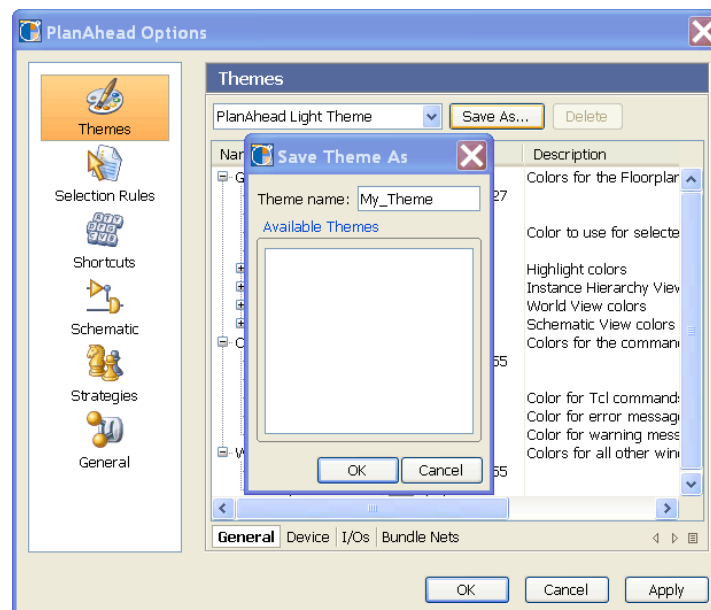 PlanAhead Options
Themes
Selection Rules
Shortcuts
Schematic
Strategies
General
Themes
PlanAhead Light Theme
Save As...
Delete
Description
Colors for the Floorplan
Color to use for selecte
Highlight colors
Instance Hierarchy View
World View colors
Schematic View colors
Colors for the comman
Color for Tcl command
Color for error messag
Color for warning mess
Colors for all other win
27
55
55
Save Theme As
Theme name: My_Theme
Available Themes
OK Cancel
General Device I/Os Bundle Nets
OK Cancel Apply